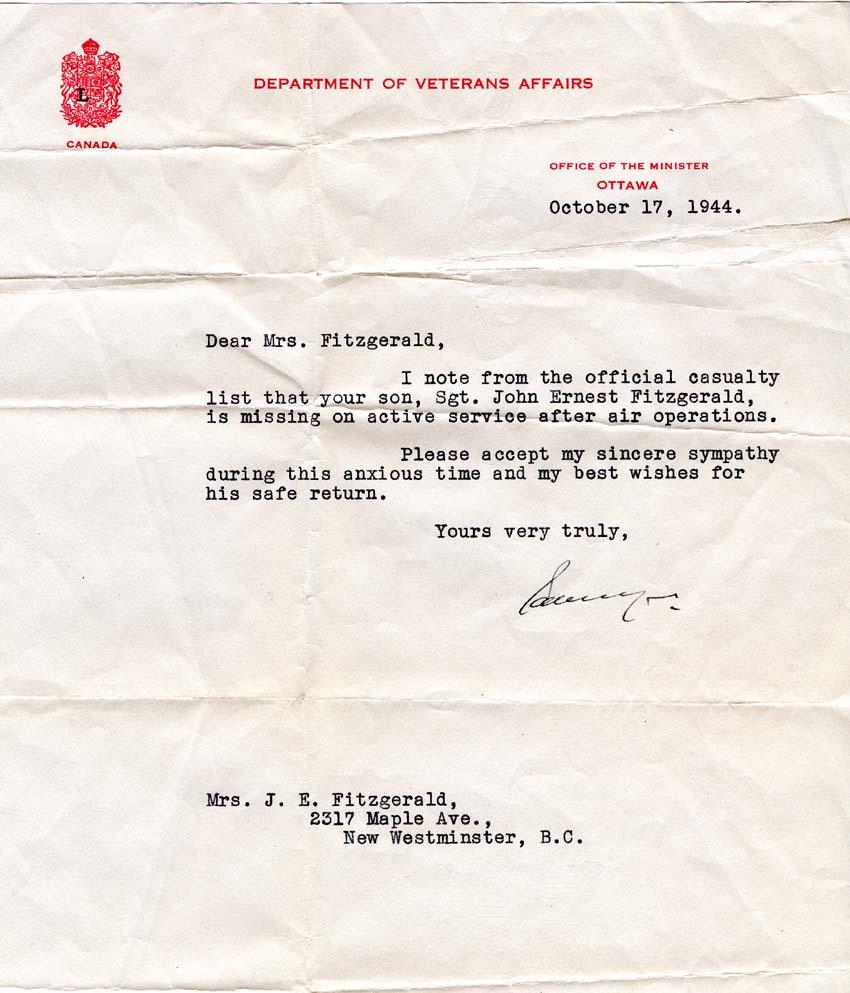 L
CANADA
DEPARTMENT OF VETERANS AFFAIRS
OFFICE OF THE MINISTER
OTTAWA
October 17, 1944.
Dear Mrs. Fitzgerald,
I note from the official casualty
list that your son, Sgt. John Ernest Fitzgerald,
is missing on active service after air operations.
Please accept my sincere sympathy
during this anxious time and my best wishes for
his safe return.
Yours very truly,
Mrs. J. E. Fitzgerald,
2317 Maple Ave.,
New Westminster, B.C.